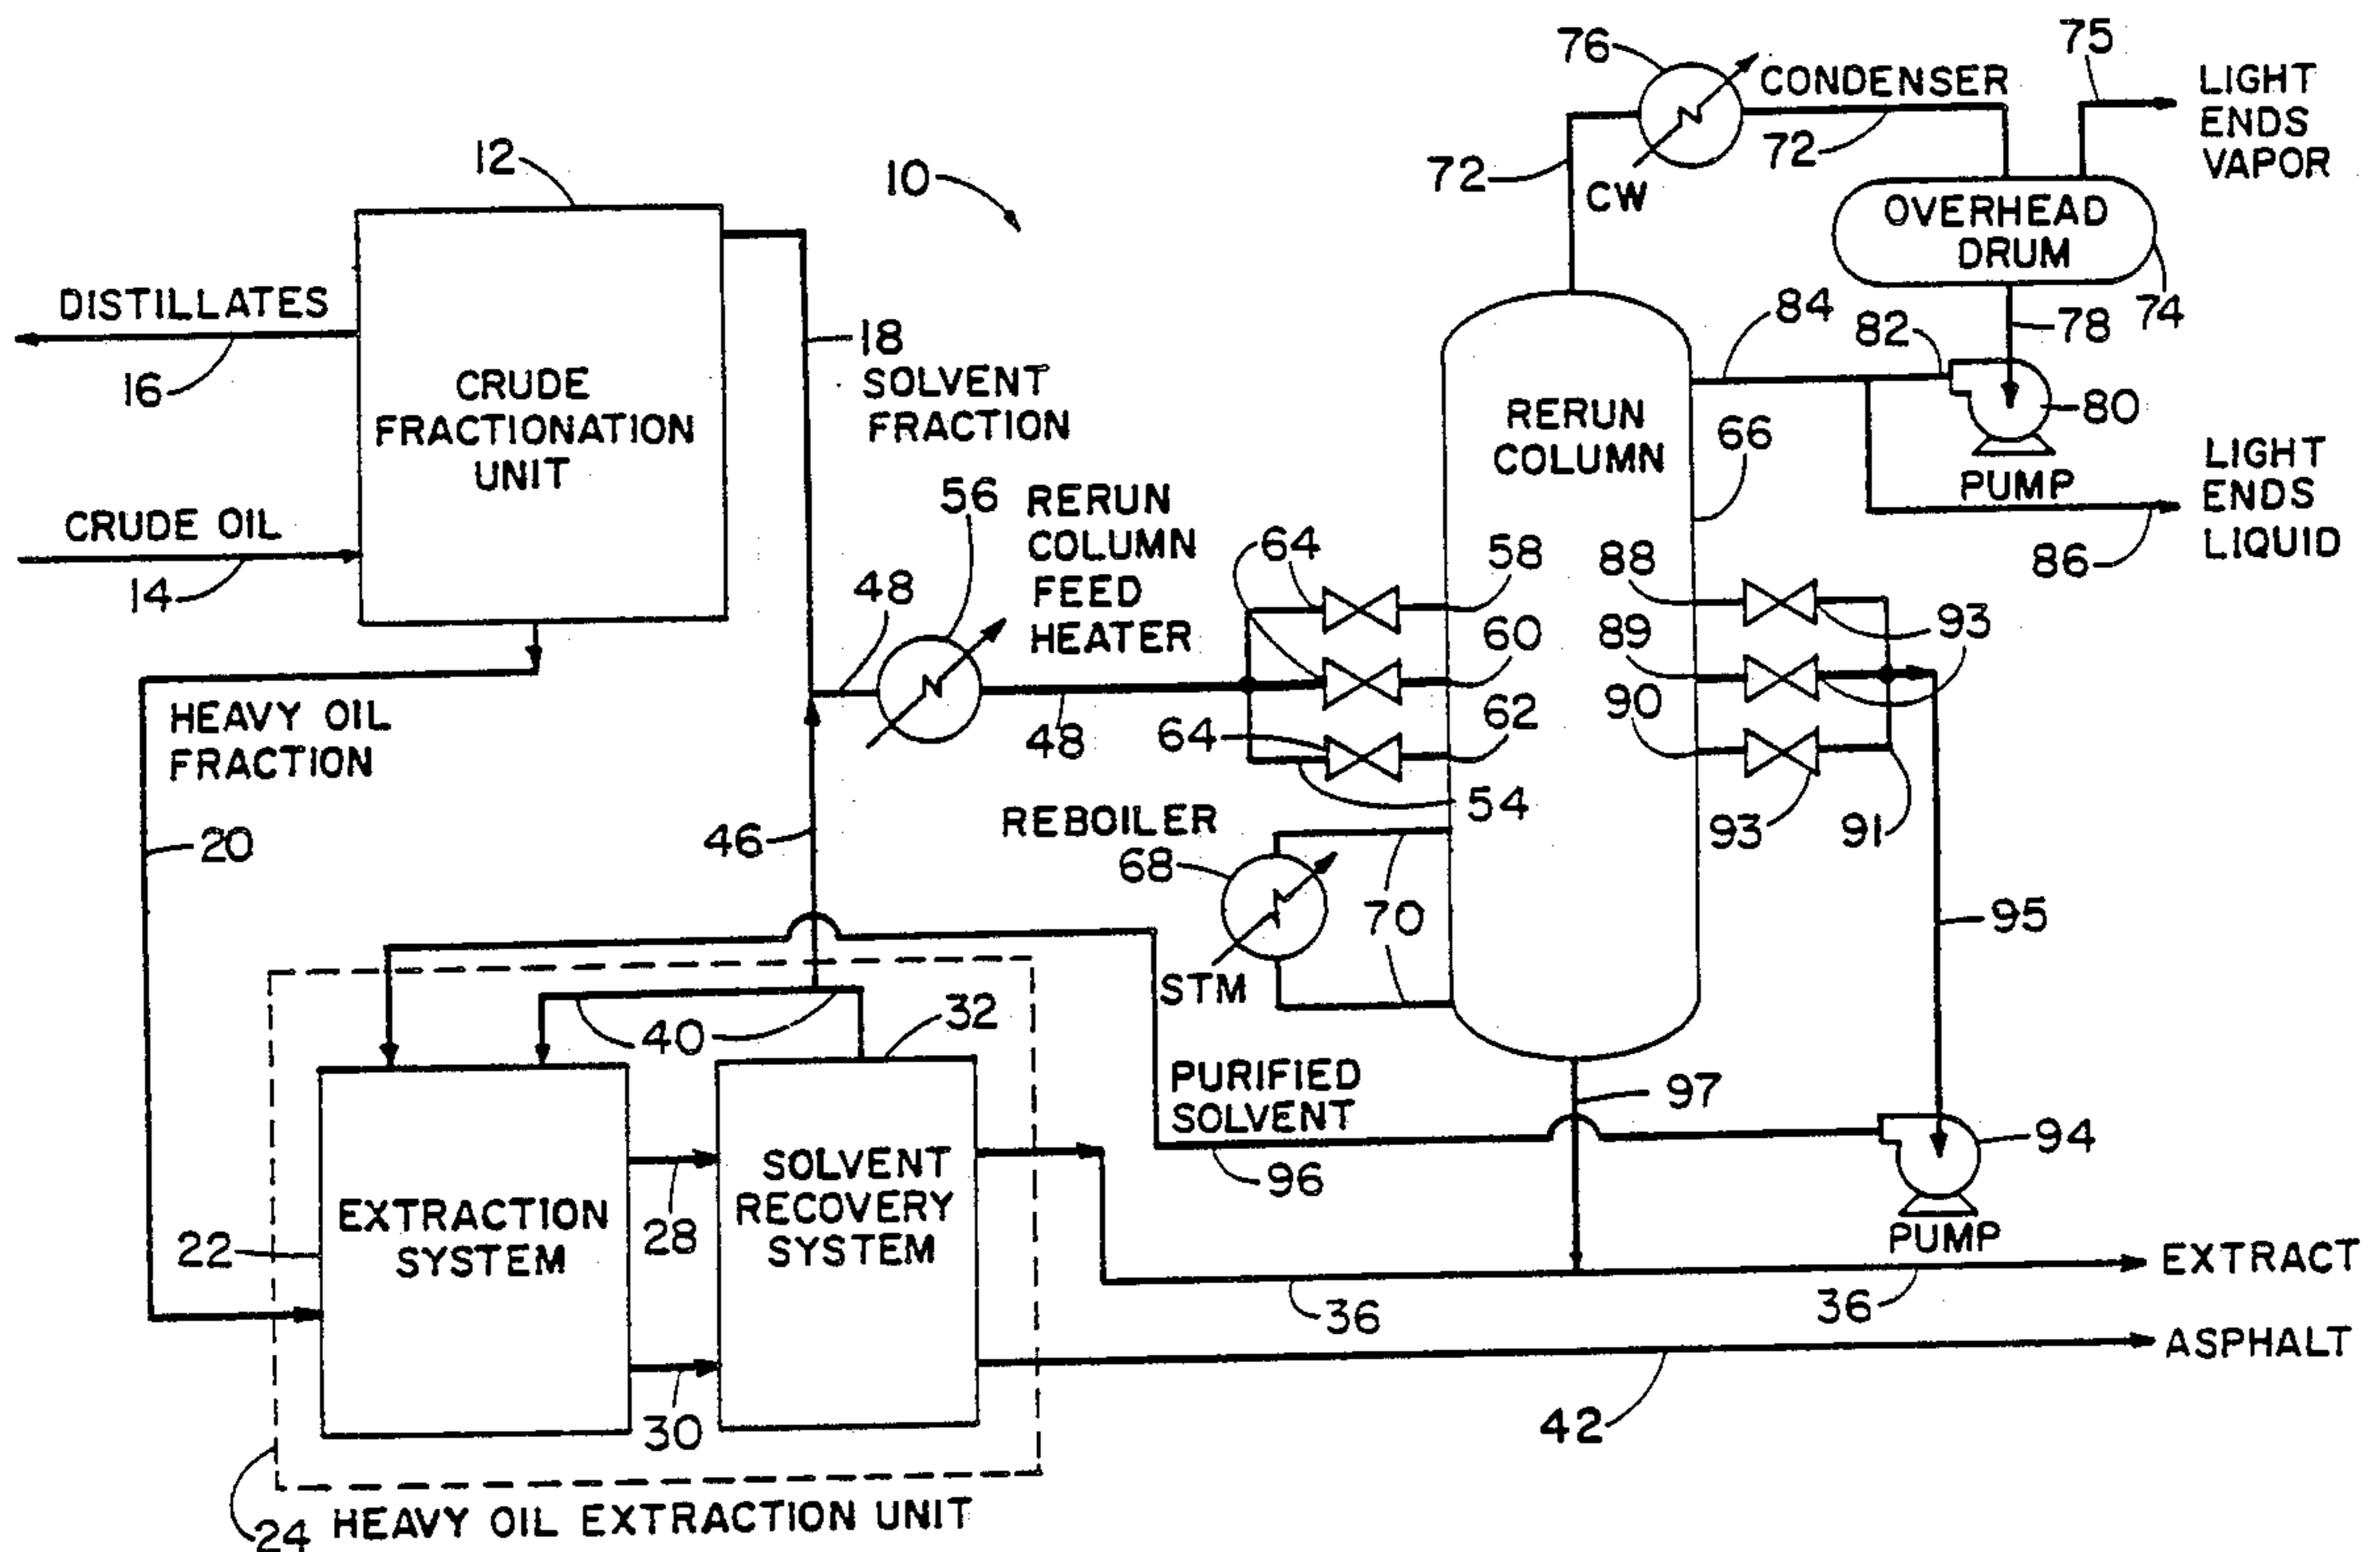 10
12
CRUDE
FRACTIONATION
UNIT
DISTILLATES
16
CRUDE OIL
14
18
SOLVENT
FRACTION
HEAVY OIL
FRACTION
20
48
56
RERUN
COLUMN
FEED
HEATER
48
46
64
64
54
58
60
62
RERUN
COLUMN
66
REBOILER
68
STM
70
72
CW
76
CONDENSER
72
75
LIGHT
ENDS
VAPOR
OVERHEAD
DRUM
74
78
84
82
80
PUMP
LIGHT
ENDS
LIQUID
86
88
89
90
93
93
91
95
94
PUMP
97
PURIFIED
SOLVENT
96
40
32
22
EXTRACTION
SYSTEM
28
30
SOLVENT
RECOVERY
SYSTEM
36
36
EXTRACT
42
ASPHALT
24
HEAVY OIL EXTRACTION UNIT